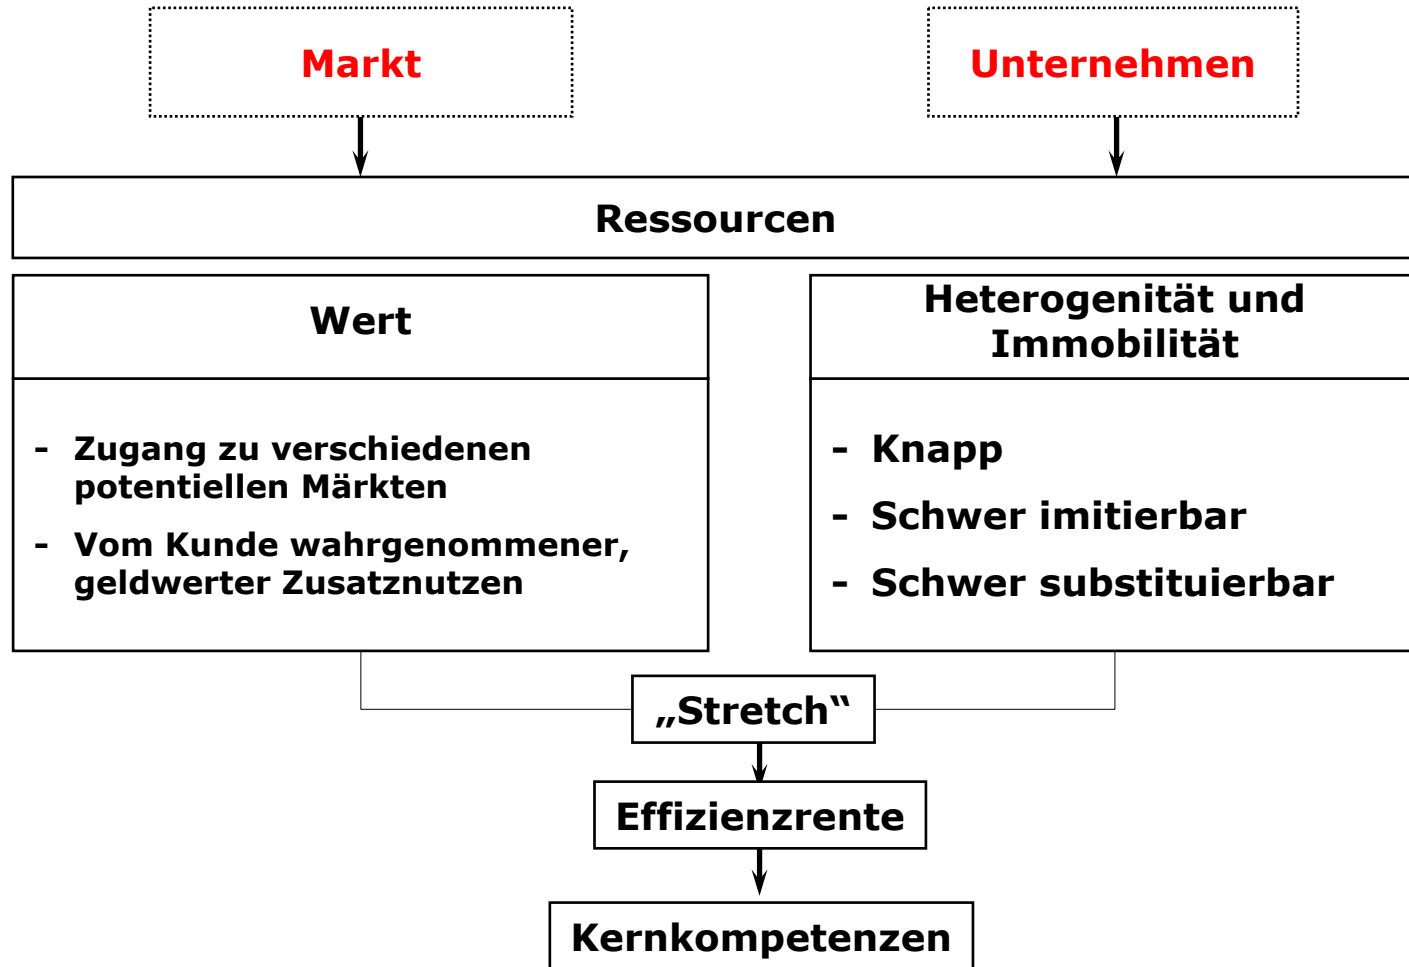 Markt
Unternehmen
Ressourcen
Wert
Heterogenität und
Immobilität
- Zugang zu verschiedenen
potentiellen Märkten
- Vom Kunde wahrgenommener,
geldwerter Zusatznutzen
- Knapp
- Schwer imitierbar
- Schwer substituierbar
„Stretch“
Effizienzrente
Kernkompetenzen